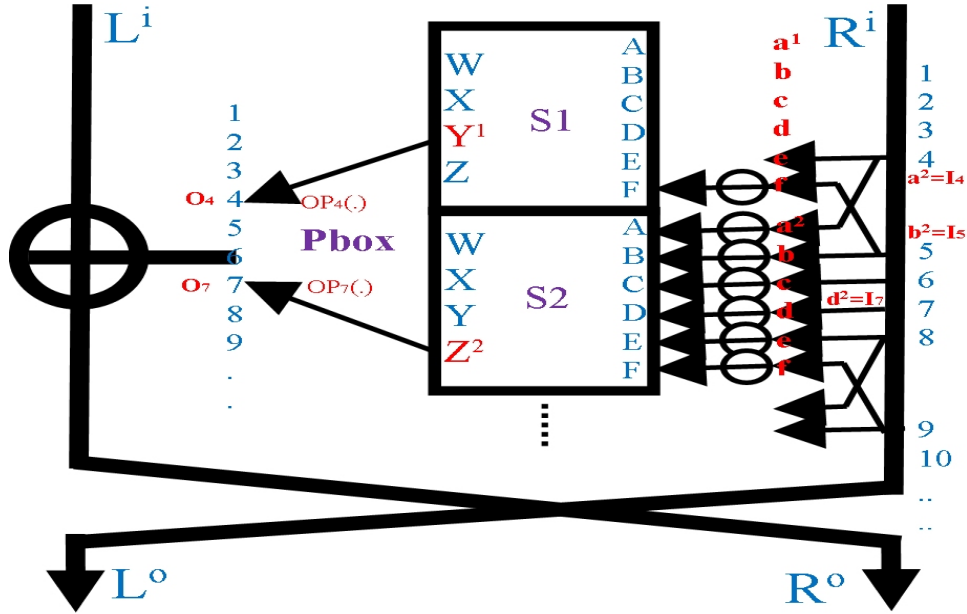 Lⁱ
Rⁱ
1
2
3
4
5
6
7
8
9
.
.
O₄
O₇
OP₄(.)
Pbox
OP₇(.)
W
X
Y¹
Z
S1
A
B
C
D
E
F
W
X
Y
Z²
S2
A
B
C
D
E
F
a¹
b
c
d
e
f
a²
b
c
d
e
f
a²=I₄
b²=I₅
d²=I₇
1
2
3
4
5
6
7
8
9
10
..
..
Lᵒ
Rᵒ